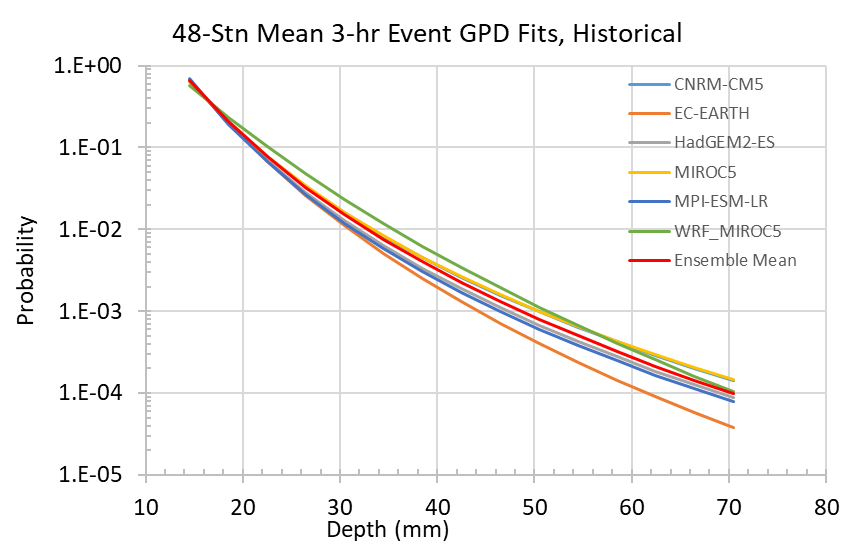 48-Stn Mean 3-hr Event GPD Fits, Historical
1.E+00
1.E-01
1.E-02
1.E-03
1.E-04
1.E-05
Probability
CNRM-CM5
EC-EARTH
HadGEM2-ES
MIROC5
MPI-ESM-LR
WRF_MIROC5
Ensemble Mean
10 20 30 40 50 60 70 80
Depth (mm)